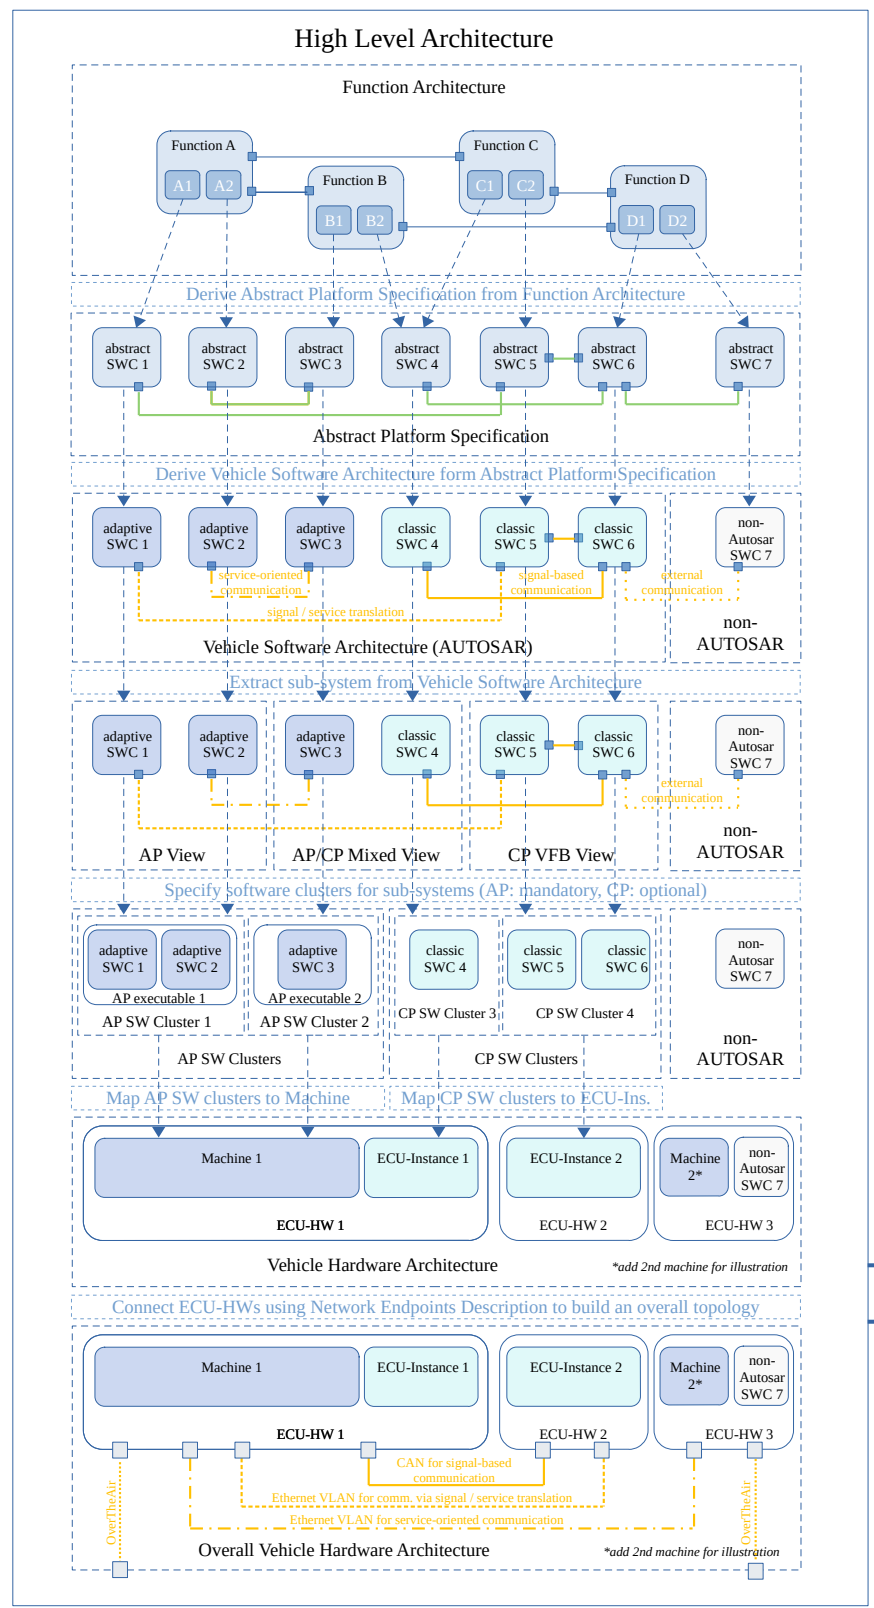 High Level Architecture
Function Architecture
Function A
A1 A2
Function B
B1 B2
Function C
C1 C2
Function D
D1 D2
Derive Abstract Platform Specification from Function Architecture
abstract
SWC 1
abstract
SWC 2
abstract
SWC 3
abstract
SWC 4
abstract
SWC 5
abstract
SWC 6
abstract
SWC 7
Abstract Platform Specification
Derive Vehicle Software Architecture form Abstract Platform Specification
adaptive
SWC 1
adaptive
SWC 2
adaptive
SWC 3
classic
SWC 4
classic
SWC 5
classic
SWC 6
non-
Autosar
SWC 7
service-oriented
communication
signal-based
communication
external
communication
signal / service translation
Vehicle Software Architecture (AUTOSAR)
non-
AUTOSAR
Extract sub-system from Vehicle Software Architecture
adaptive
SWC 1
adaptive
SWC 2
adaptive
SWC 3
classic
SWC 4
classic
SWC 5
classic
SWC 6
non-
Autosar
SWC 7
external
communication
AP View
AP/CP Mixed View
CP VFB View
non-
AUTOSAR
Specify software clusters for sub-systems (AP: mandatory, CP: optional)
adaptive
SWC 1
adaptive
SWC 2
AP executable 1
AP SW Cluster 1
adaptive
SWC 3
AP executable 2
AP SW Cluster 2
AP SW Clusters
classic
SWC 4
CP SW Cluster 3
classic
SWC 5
classic
SWC 6
CP SW Cluster 4
CP SW Clusters
non-
Autosar
SWC 7
non-
AUTOSAR
Map AP SW clusters to Machine
Map CP SW clusters to ECU-Ins.
Machine 1
ECU-Instance 1
ECU-HW 1
ECU-Instance 2
ECU-HW 2
Machine
2*
non-
Autosar
SWC 7
ECU-HW 3
Vehicle Hardware Architecture
*add 2nd machine for illustration
Connect ECU-HWs using Network Endpoints Description to build an overall topology
Machine 1
ECU-Instance 1
ECU-HW 1
ECU-Instance 2
ECU-HW 2
Machine
2*
non-
Autosar
SWC 7
ECU-HW 3
CAN for signal-based
communication
Ethernet VLAN for comm. via signal / service translation
Ethernet VLAN for service-oriented communication
OverTheAir
OverTheAir
Overall Vehicle Hardware Architecture
*add 2nd machine for illustration